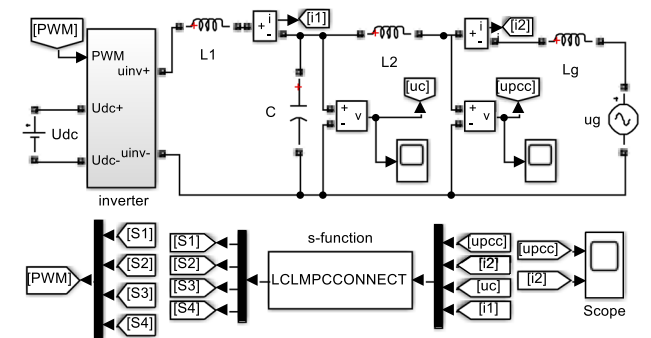 [PWM]
PWM
uinv+
Udc+
Udc-
uinv-
inverter
Udc
L1
i
+
-
[i1]
C
L2
+
-
v
[uc]
i
+
-
[i2]
Lg
+
-
v
[upcc]
ug
[PWM]
[S1]
[S2]
[S3]
[S4]
[S1]
[S2]
[S3]
[S4]
s-function
LCLMPCCONNECT
[upcc]
[i2]
[uc]
[i1]
[upcc]
[i2]
Scope